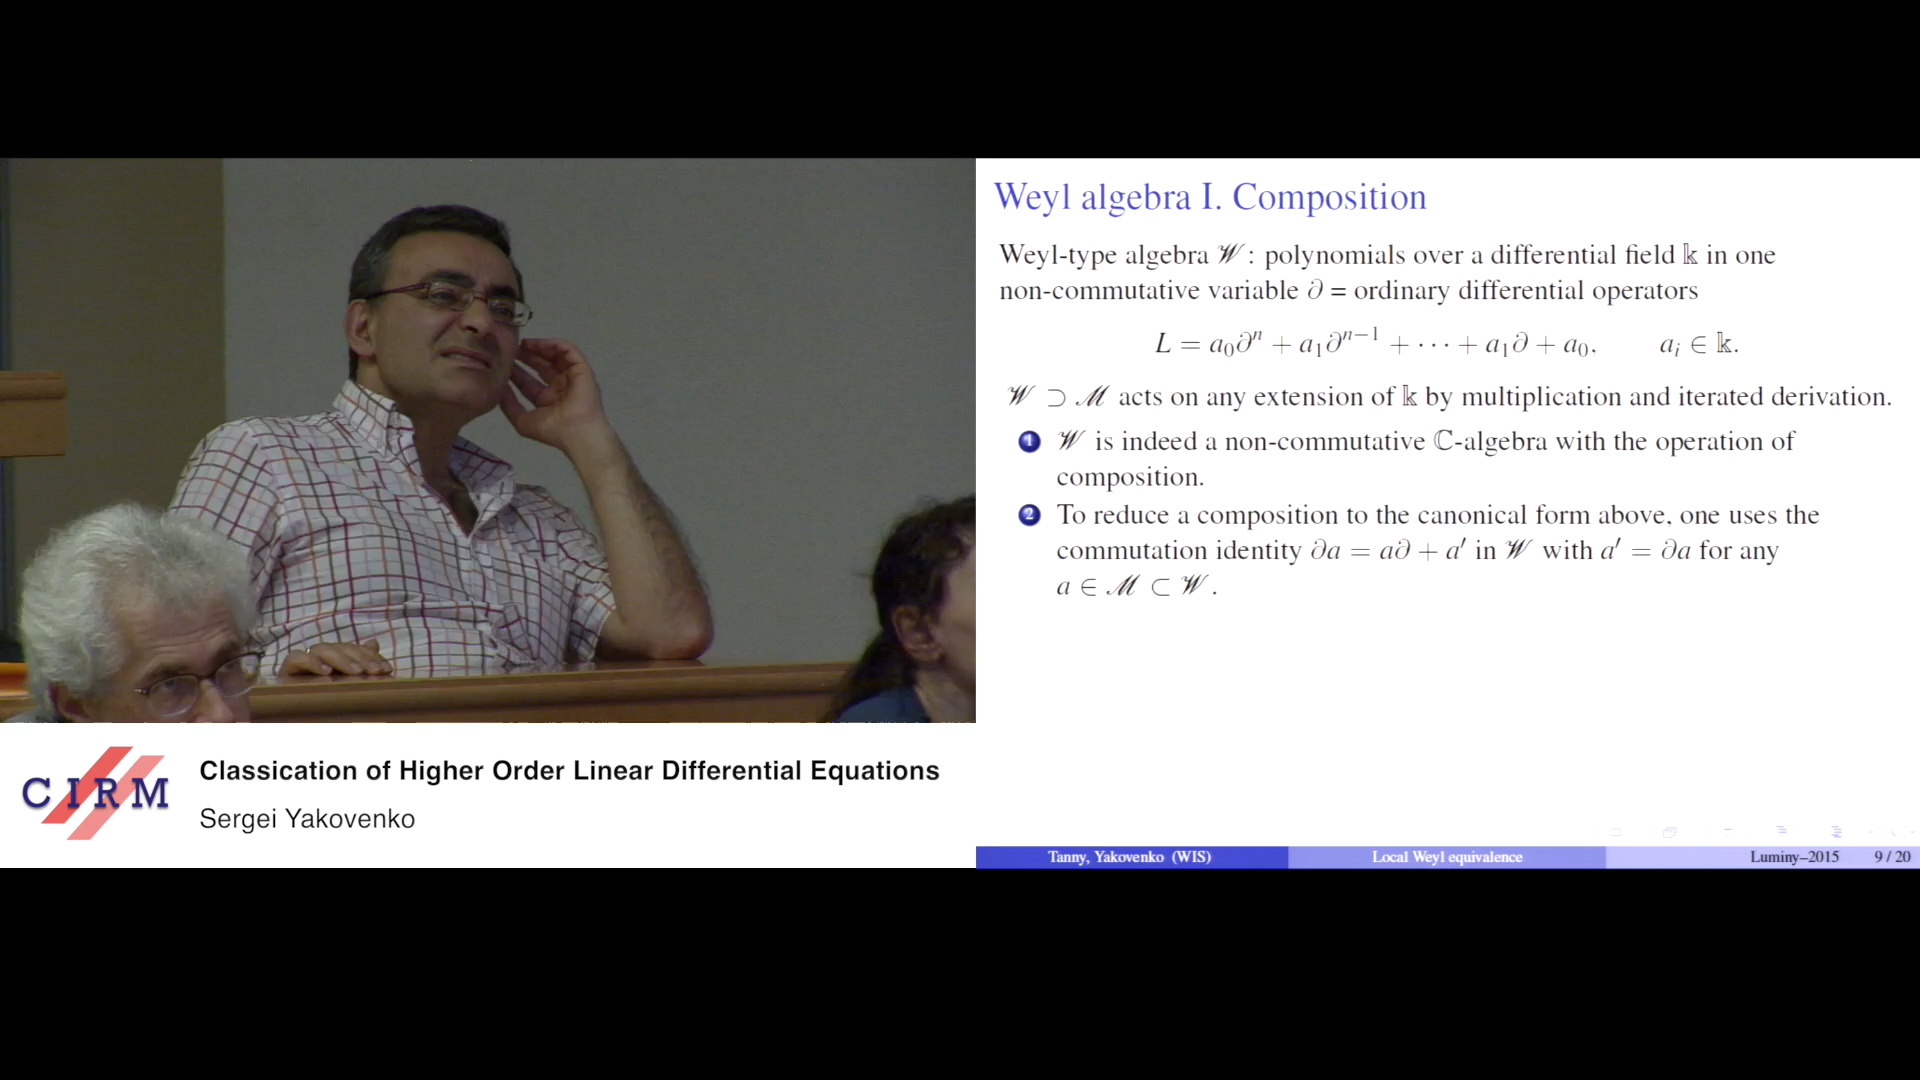 Weyl algebra I. Composition
Weyl-type algebra 𝒲 : polynomials over a differential field 𝕜 in one
non-commutative variable ∂ = ordinary differential operators
L = a₀∂ⁿ + a₁∂ⁿ⁻¹ + ⋯ + a₁∂ + a₀, aᵢ ∈ 𝕜.
𝒲 ⊃ ℳ acts on any extension of 𝕜 by multiplication and iterated derivation.
1 𝒲 is indeed a non-commutative ℂ-algebra with the operation of
composition.
2 To reduce a composition to the canonical form above, one uses the
commutation identity ∂a = a∂ + a′ in 𝒲 with a′ = ∂a for any
a ∈ ℳ ⊂ 𝒲 .
CIRM
Classication of Higher Order Linear Differential Equations
Sergei Yakovenko
Tanny, Yakovenko (WIS) Local Weyl equivalence Luminy–2015 9 / 20